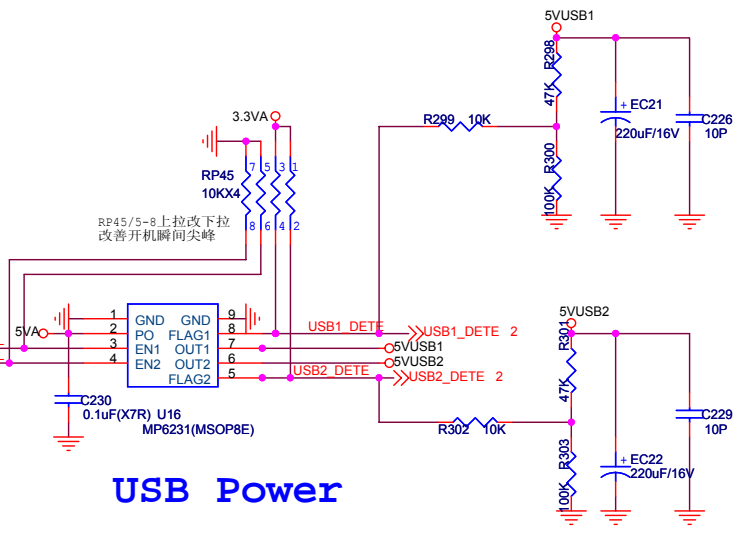 5VUSB1
R298
47K
EC21
+
220uF/16V
C226
10P
R299 10K
R300
100K
3.3VA
RP45
10KX4
7 5 3 1
8 6 4 2
RP45/5-8上拉改下拉
改善开机瞬间尖峰
5VA
1 GND GND 9
2 PO FLAG1 8
3 EN1 OUT1 7
4 EN2 OUT2 6
FLAG2 5
USB1_DETE
USB1_DETE 2
5VUSB1
5VUSB2
USB2_DETE
USB2_DETE 2
C230
0.1uF(X7R) U16
MP6231(MSOP8E)
5VUSB2
R301
47K
C229
10P
R302 10K
R303
100K
+
EC22
220uF/16V
USB Power